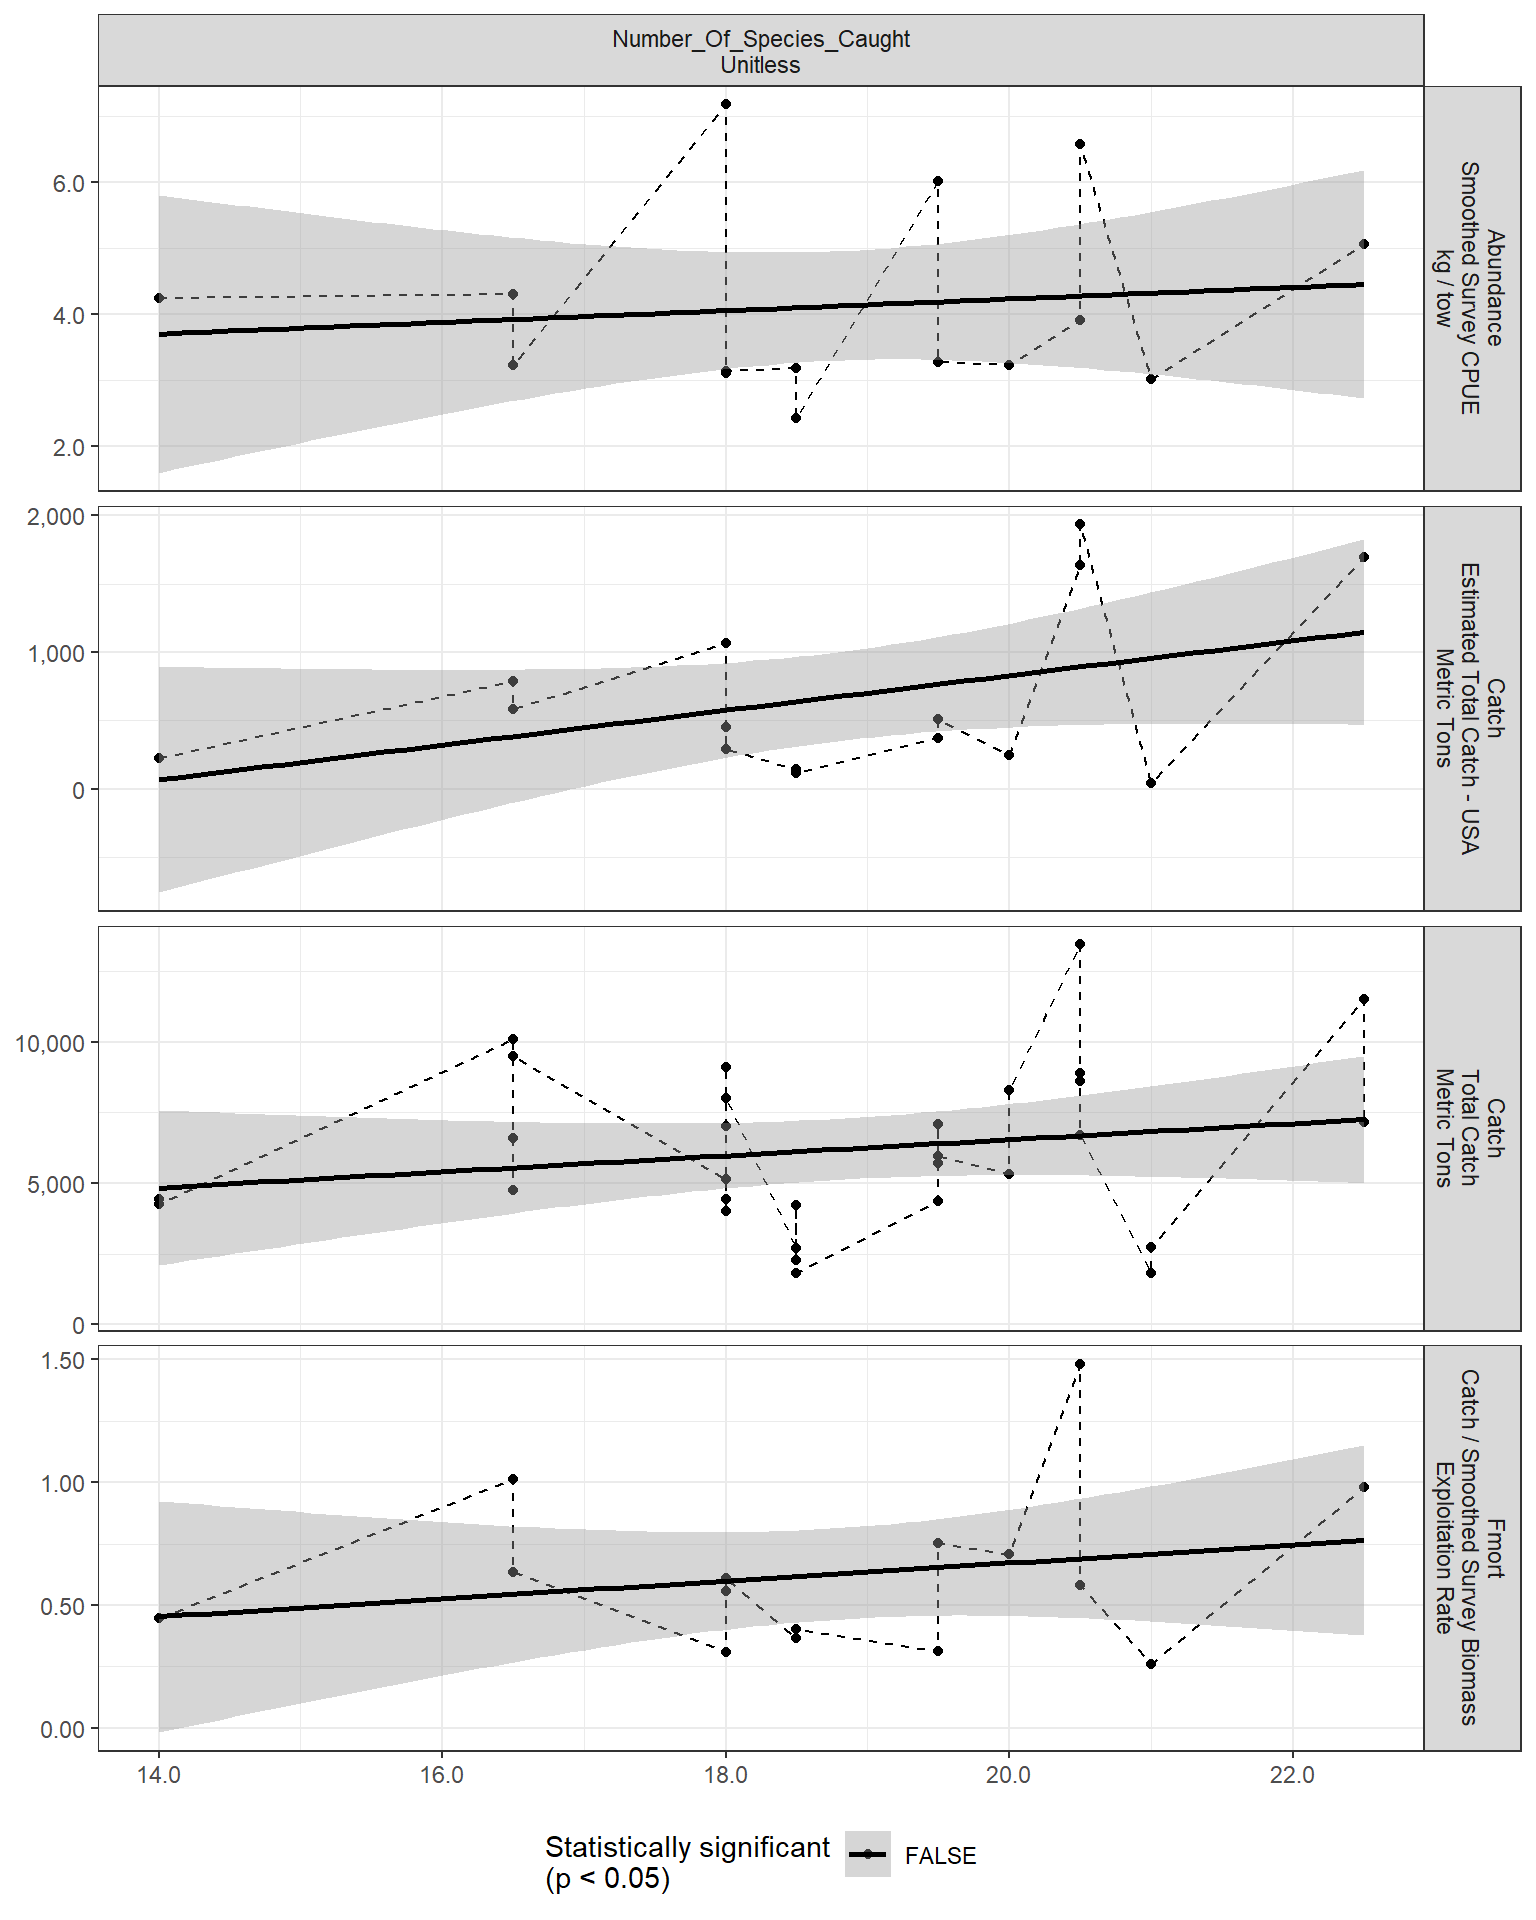 Number_Of_Species_Caught
Unitless
6.0
4.0
2.0
Abundance
Smoothed Survey CPUE
kg / tow
2,000
1,000
0
Catch
Estimated Total Catch - USA
Metric Tons
10,000
5,000
0
Catch
Total Catch
Metric Tons
1.50
1.00
0.50
0.00
Fmort
Catch / Smoothed Survey Biomass
Exploitation Rate
14.0 16.0 18.0 20.0 22.0
Statistically significant
(p < 0.05)
FALSE